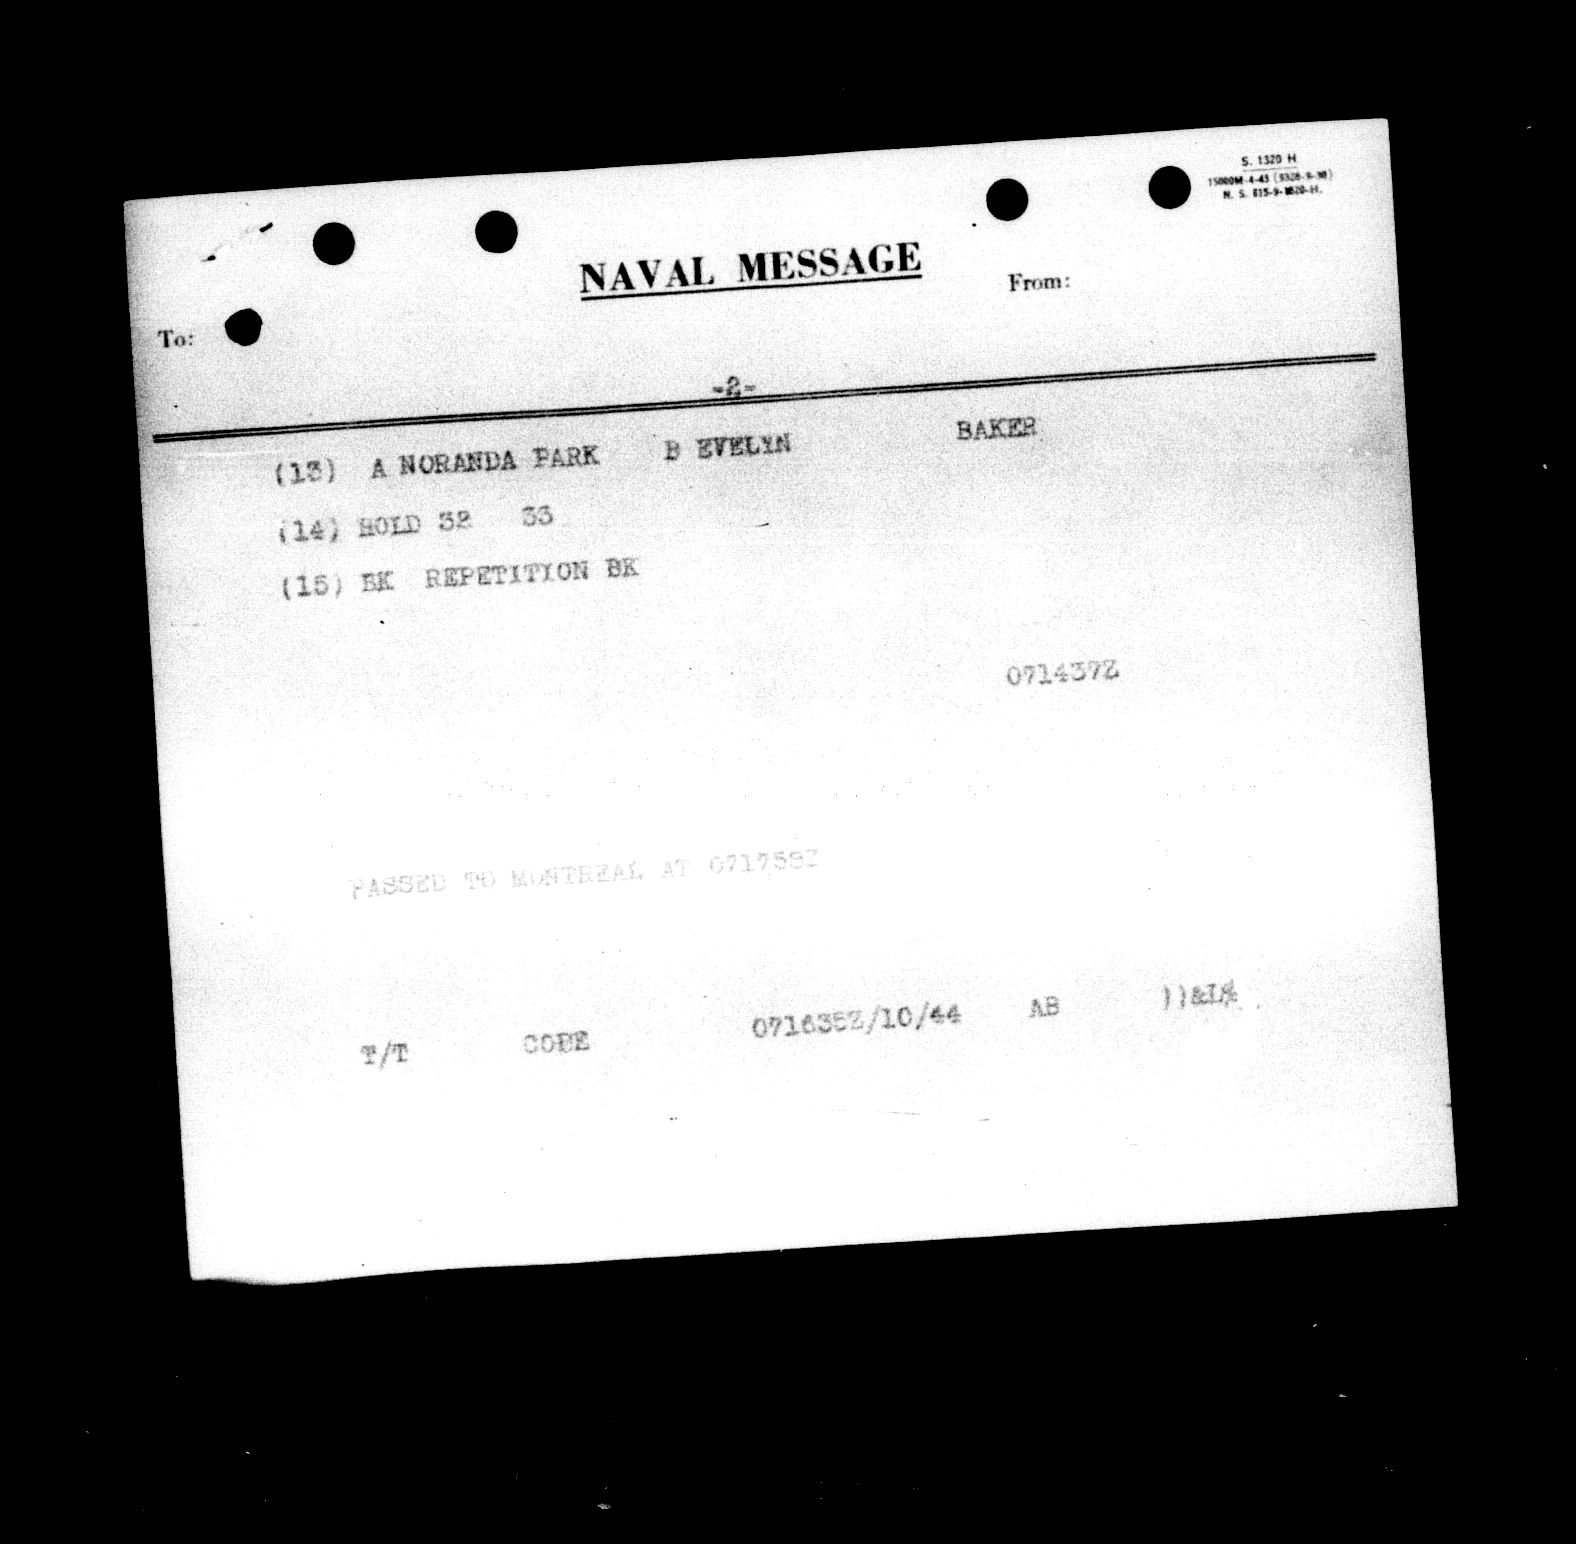 S. 1320 H
NAVAL MESSAGE
To:
From:
-2-
(13) A NORANDA PARK B EVELYN BAKER
(14) HOLD 32 33
(15) BK REPETITION BK
071437Z
PASSED TO MONTREAL AT 071759Z
T/T CODE 071635Z/10/44 AB ))&L%